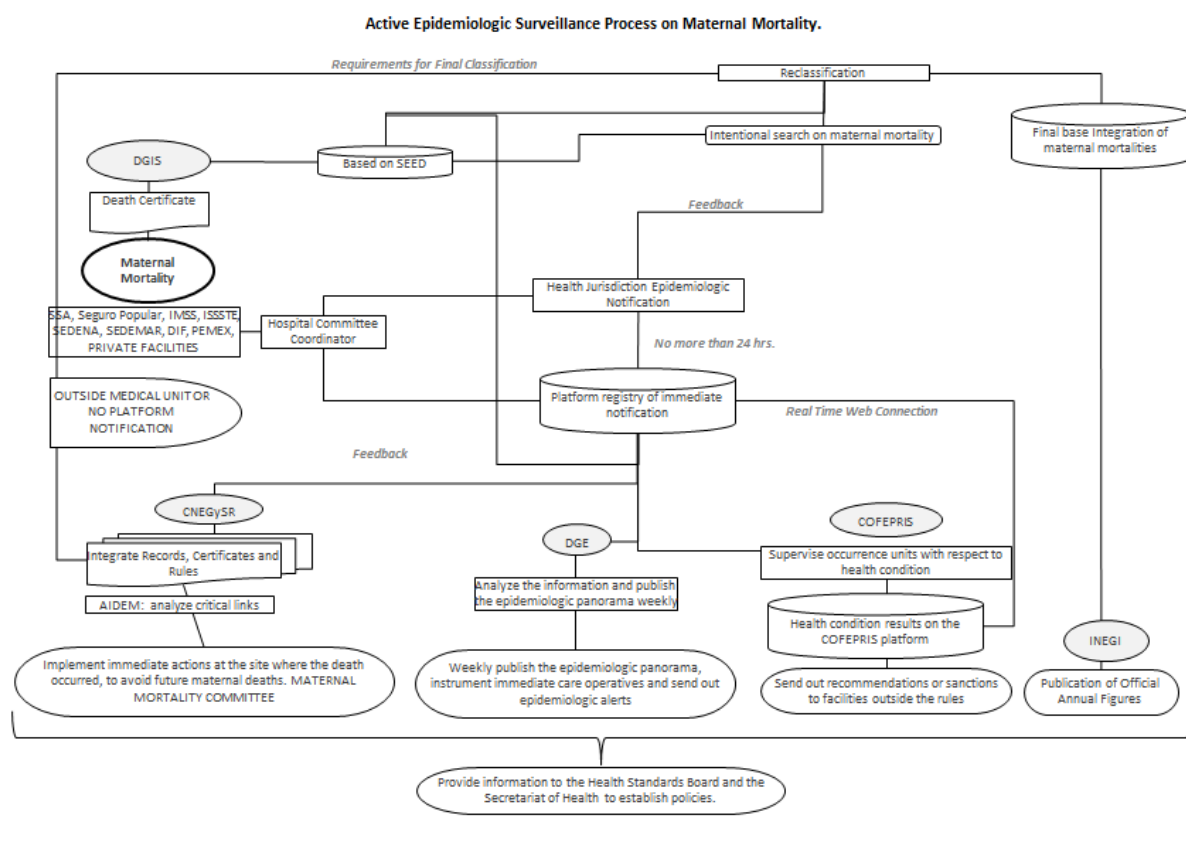 Active Epidemiologic Surveillance Process on Maternal Mortality.
Requirements for Final Classification
Reclassification
Intentional search on maternal mortality
Final base Integration of
maternal mortalities
DGIS
Based on SEED
Death Certificate
Feedback
Maternal
Mortality
Health Jurisdiction Epidemiologic
Notification
SSA, Seguro Popular, IMSS, ISSSTE,
SEDENA, SEDEMAR, DIF, PEMEX,
PRIVATE FACILITIES
Hospital Committee
Coordinator
No more than 24 hrs.
OUTSIDE MEDICAL UNIT OR
NO PLATFORM
NOTIFICATION
Platform registry of immediate
notification
Real Time Web Connection
Feedback
CNEGySR
COFEPRIS
DGE
Integrate Records, Certificates and
Rules
Supervise occurrence units with respect to
health condition
Analyze the information and publish
the epidemiologic panorama weekly
AIDEM:  analyze critical links
Health condition results on the
COFEPRIS platform
INEGI
Implement immediate actions at the site where the death
occurred, to avoid future maternal deaths. MATERNAL
MORTALITY COMMITTEE
Weekly publish the epidemiologic panorama,
instrument immediate care operatives and send out
epidemiologic alerts
Send out recommendations or sanctions
to facilities outside the rules
Publication of Official
Annual Figures
Provide information to the Health Standards Board and the
Secretariat of Health  to establish policies.